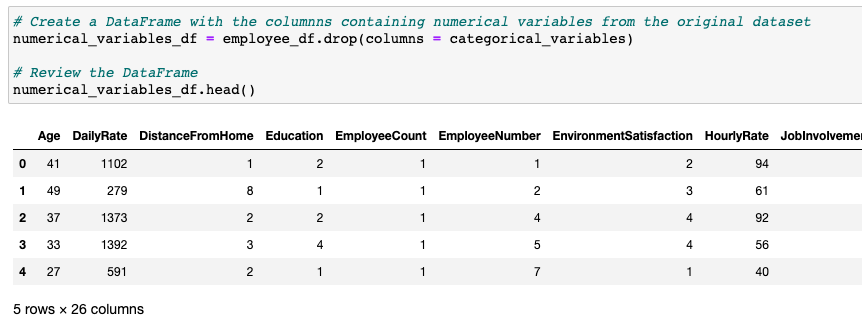 # Create a DataFrame with the columnns containing numerical variables from the original dataset
numerical_variables_df = employee_df.drop(columns = categorical_variables)
# Review the DataFrame
numerical_variables_df.head()
Age DailyRate DistanceFromHome Education EmployeeCount EmployeeNumber EnvironmentSatisfaction HourlyRate JobInvolveme
0 41 1102 1 2 1 1 2 94
1 49 279 8 1 1 2 3 61
2 37 1373 2 2 1 4 4 92
3 33 1392 3 4 1 5 4 56
4 27 591 2 1 1 7 1 40
5 rows × 26 columns